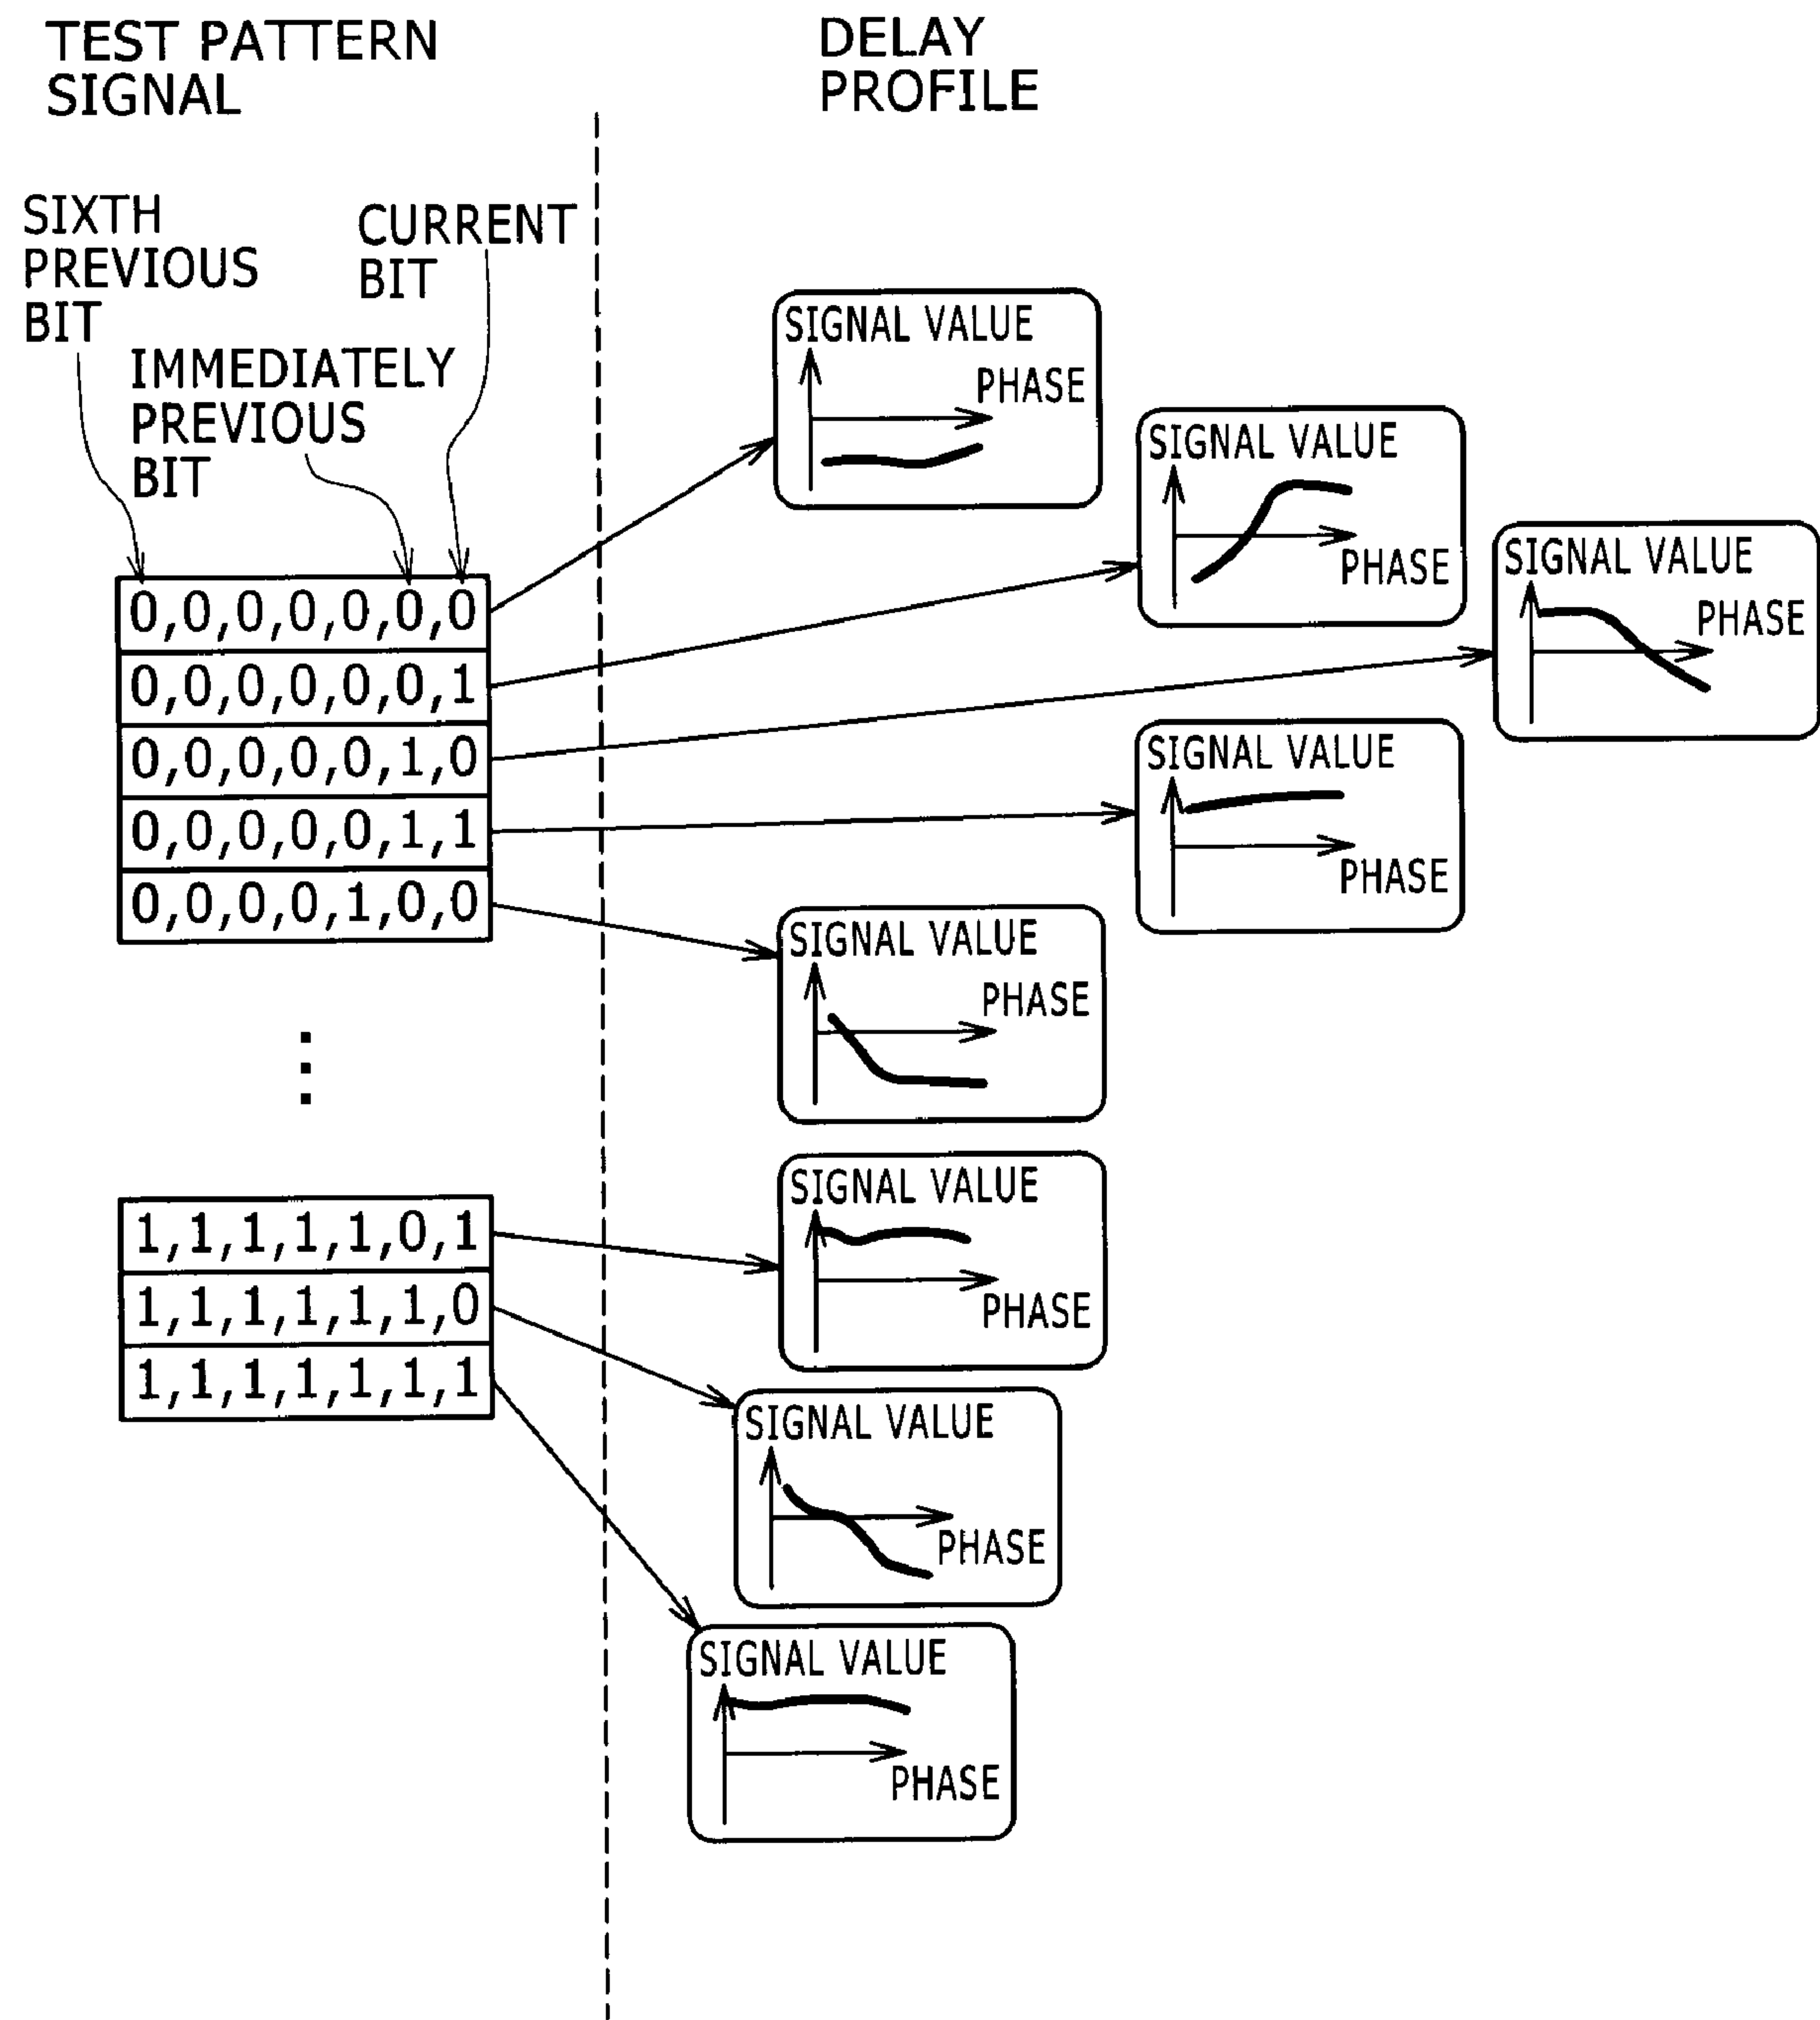 TEST PATTERN
SIGNAL
DELAY
PROFILE
SIXTH
PREVIOUS
BIT
CURRENT
BIT
IMMEDIATELY
PREVIOUS
BIT
0,0,0,0,0,0,0
0,0,0,0,0,0,1
0,0,0,0,0,1,0
0,0,0,0,0,1,1
0,0,0,0,1,0,0
1,1,1,1,1,0,1
1,1,1,1,1,1,0
1,1,1,1,1,1,1
SIGNAL VALUE
PHASE
SIGNAL VALUE
PHASE
SIGNAL VALUE
PHASE
SIGNAL VALUE
PHASE
SIGNAL VALUE
PHASE
SIGNAL VALUE
PHASE
SIGNAL VALUE
PHASE
SIGNAL VALUE
PHASE